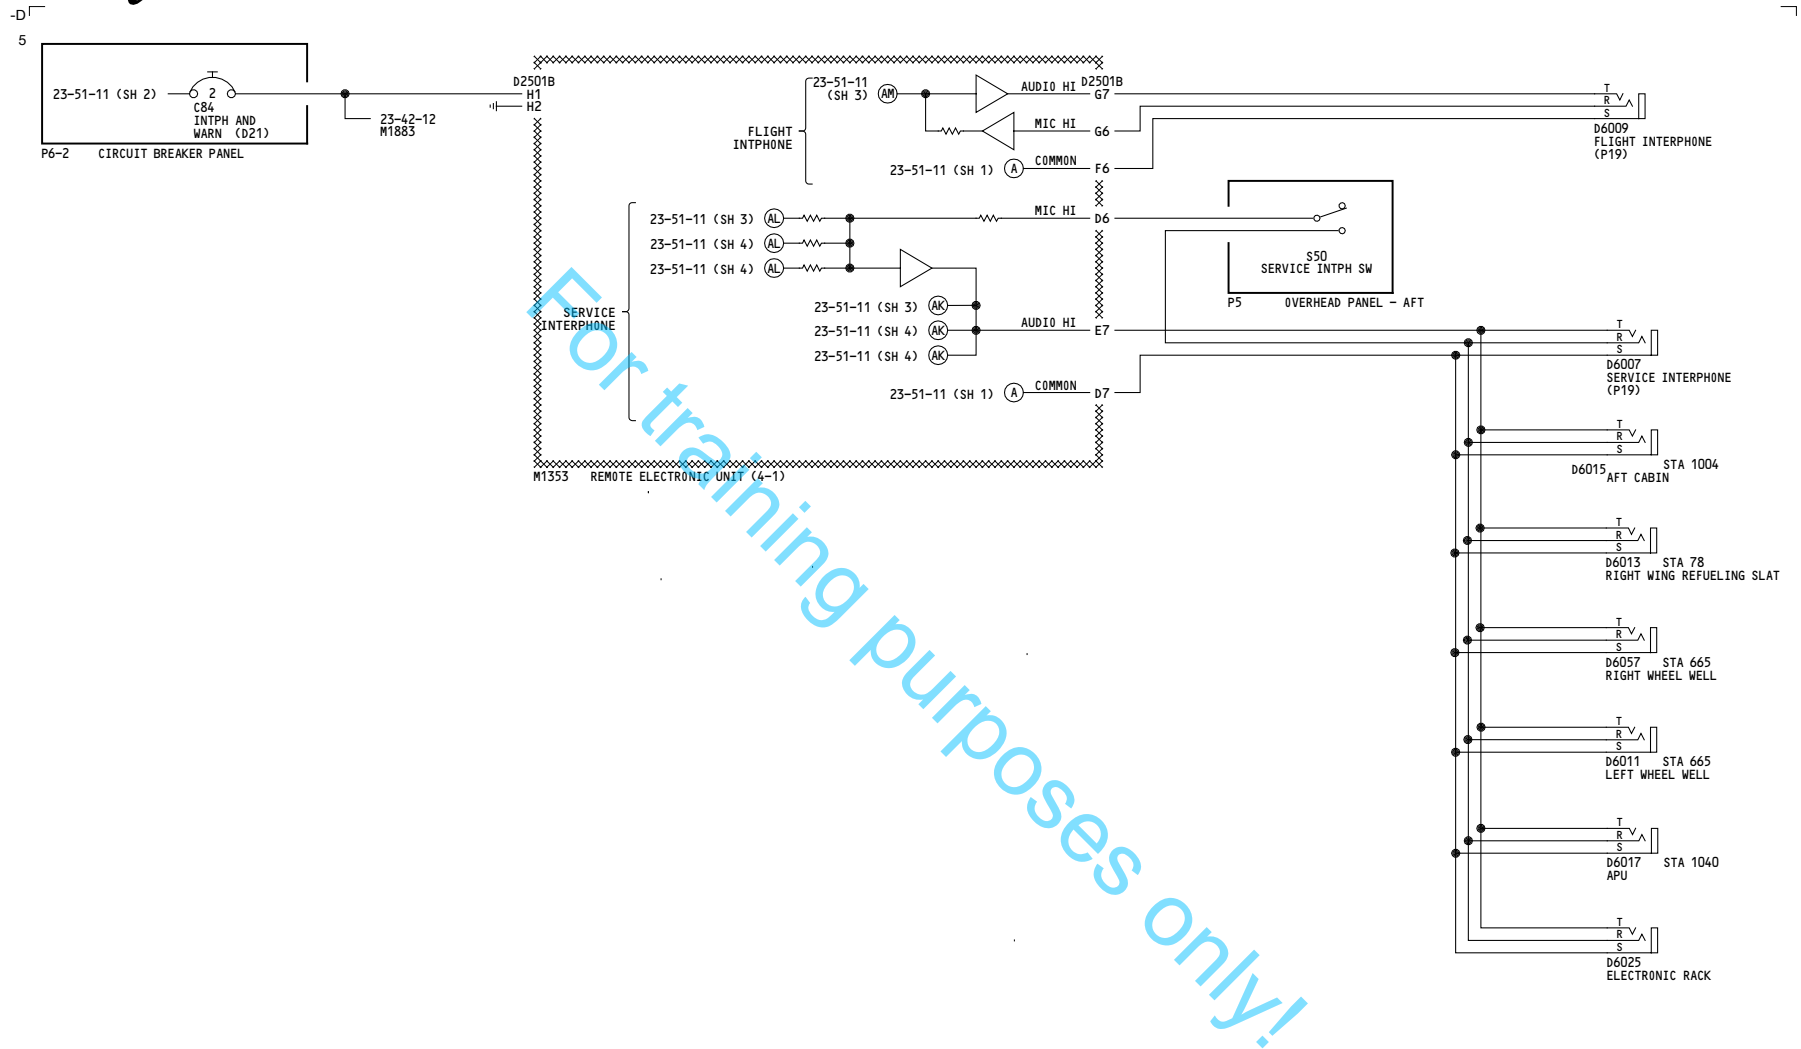 -D
5
23-51-11 (SH 2)
2
C84
INTPH AND
WARN (D21)
P6-2 CIRCUIT BREAKER PANEL
23-42-12
M1883
D2501B
H1
H2
FLIGHT
INTPHONE
23-51-11
(SH 3) AM
AUDIO HI
D2501B
G7
MIC HI
G6
23-51-11 (SH 1) A COMMON
F6
T
R
S
D6009
FLIGHT INTERPHONE
(P19)
SERVICE
INTERPHONE
23-51-11 (SH 3) AL
MIC HI
D6
23-51-11 (SH 4) AL
23-51-11 (SH 4) AL
23-51-11 (SH 3) AK
23-51-11 (SH 4) AK
AUDIO HI
E7
23-51-11 (SH 4) AK
23-51-11 (SH 1) A COMMON
D7
M1353 REMOTE ELECTRONIC UNIT (4-1)
S50
SERVICE INTPH SW
P5 OVERHEAD PANEL - AFT
T
R
S
D6007
SERVICE INTERPHONE
(P19)
T
R
S
D6015 STA 1004
AFT CABIN
T
R
S
D6013 STA 78
RIGHT WING REFUELING SLAT
T
R
S
D6057 STA 665
RIGHT WHEEL WELL
T
R
S
D6011 STA 665
LEFT WHEEL WELL
T
R
S
D6017 STA 1040
APU
T
R
S
D6025
ELECTRONIC RACK
For training purposes only!